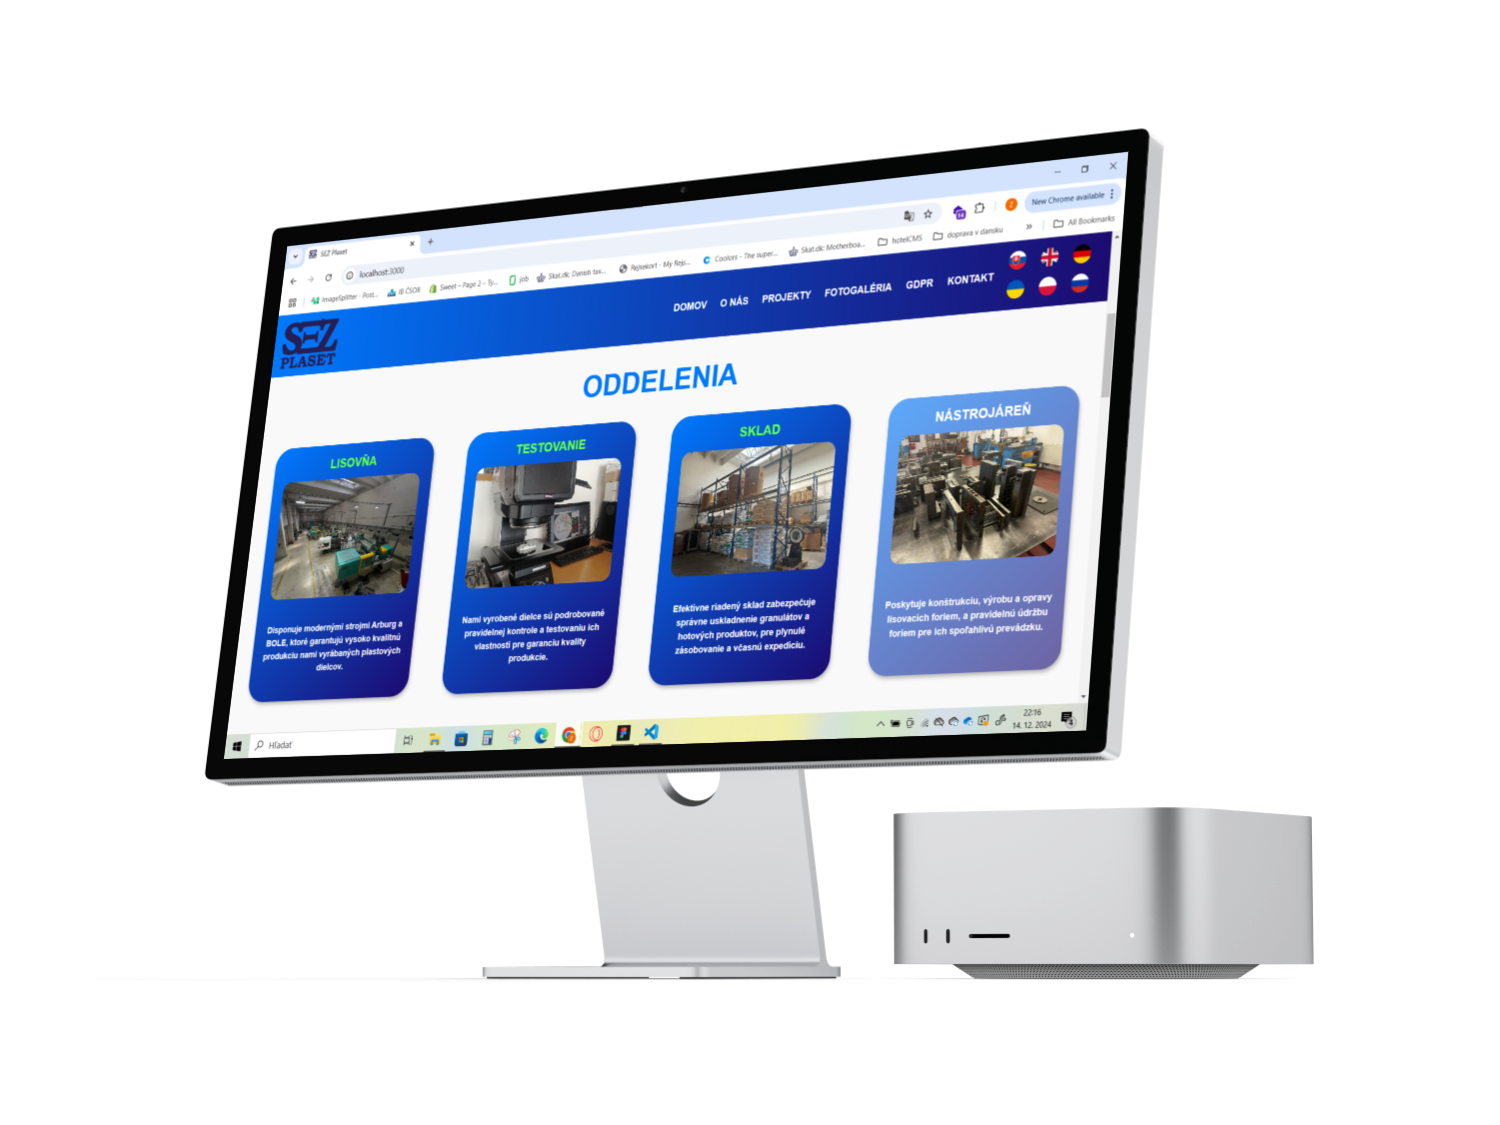 SEZ Plaset
localhost:3000
New Chrome available
ImageSplitter - Post...
IB ČSOB
Sweet – Page 2 – Ty...
job
Skat.dk: Danish tax...
Rejsekort - My Rej...
Coolors - The super...
Skat.dk: Motherboa...
hotelCMS
doprava v dansku
All Bookmarks
SEZ
PLASET
DOMOV
O NÁS
PROJEKTY
FOTOGALÉRIA
GDPR
KONTAKT
ODDELENIA
LISOVŇA
Disponuje modernými strojmi Arburg a
BOLE, ktoré garantujú vysoko kvalitnú
produkciu nami vyrábaných plastových
dielcov.
TESTOVANIE
Nami vyrobené dielce sú podrobované
pravidelnej kontrole a testovaniu ich
vlastností pre garanciu kvality
produkcie.
SKLAD
Efektívne riadený sklad zabezpečuje
správne uskladnenie granulátov a
hotových produktov, pre plynulé
zásobovanie a včasnú expedíciu.
NÁSTROJÁREŇ
Poskytuje konštrukciu, výrobu a opravy
lisovacích foriem, a pravidelnú údržbu
foriem pre ich spoľahlivú prevádzku.
Hľadať
22:16
14. 12. 2024
4